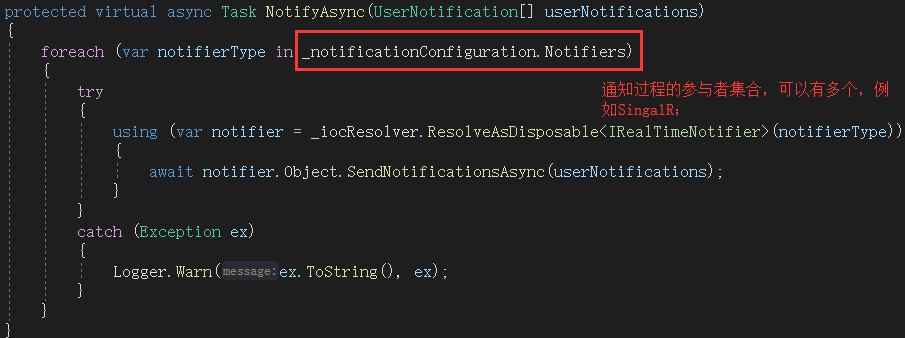 protected virtual async Task NotifyAsync(UserNotification[] userNotifications)
{
foreach (var notifierType in _notificationConfiguration.Notifiers)
{
try
通知过程的参与者集合，可以有多个，例
{
如SingalR；
using (var notifier = _iocResolver.ResolveAsDisposable<IRealTimeNotifier>(notifierType))
{
await notifier.Object.SendNotificationsAsync(userNotifications);
}
}
catch (Exception ex)
{
Logger.Warn(message:ex.ToString(), ex);
}
}
}